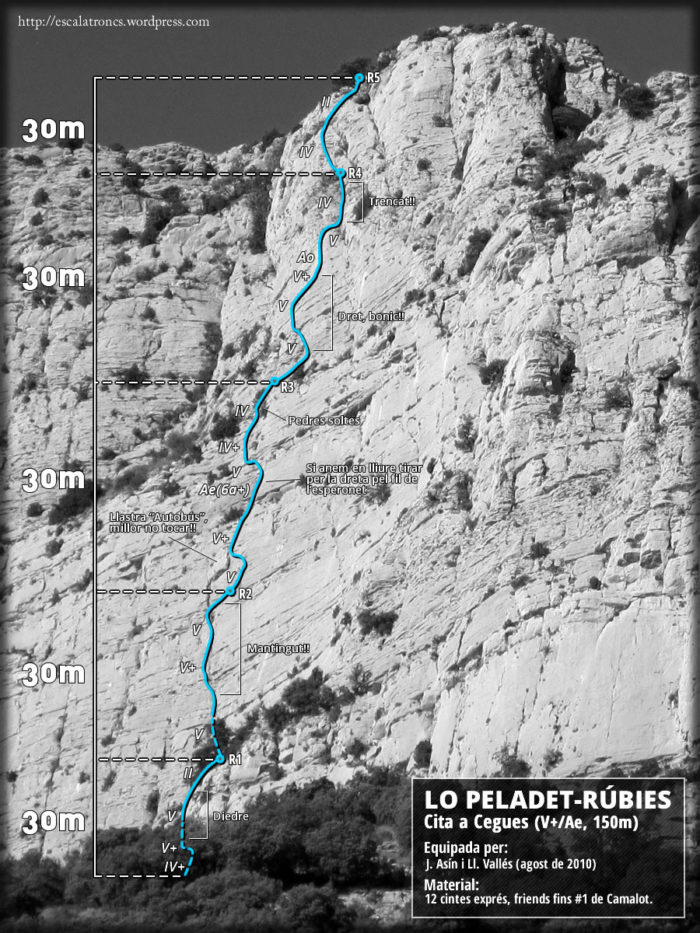 http://escalatroncs.wordpress.com
R5
II
30m
IV
R4
IV
Trencat!!
V
Ao
V+
30m
V
Dret, bonic!!
V
R3
IV
Pedres soltes
IV+
V
Si anem en lliure tirar
per la dreta pel fil de
l'esperonet.
30m
Ae(6a+)
Llastra "Autobús",
millor no tocar!!
V+
V
R2
V
Mantingut!!
V+
30m
V
R1
II
V
Diedre
30m
V+
IV+
LO PELADET-RÚBIES
Cita a Cegues (V+/Ae, 150m)
Equipada per:
J. Asín i Ll. Vallés (agost de 2010)
Material:
12 cintes exprés, friends fins #1 de Camalot.